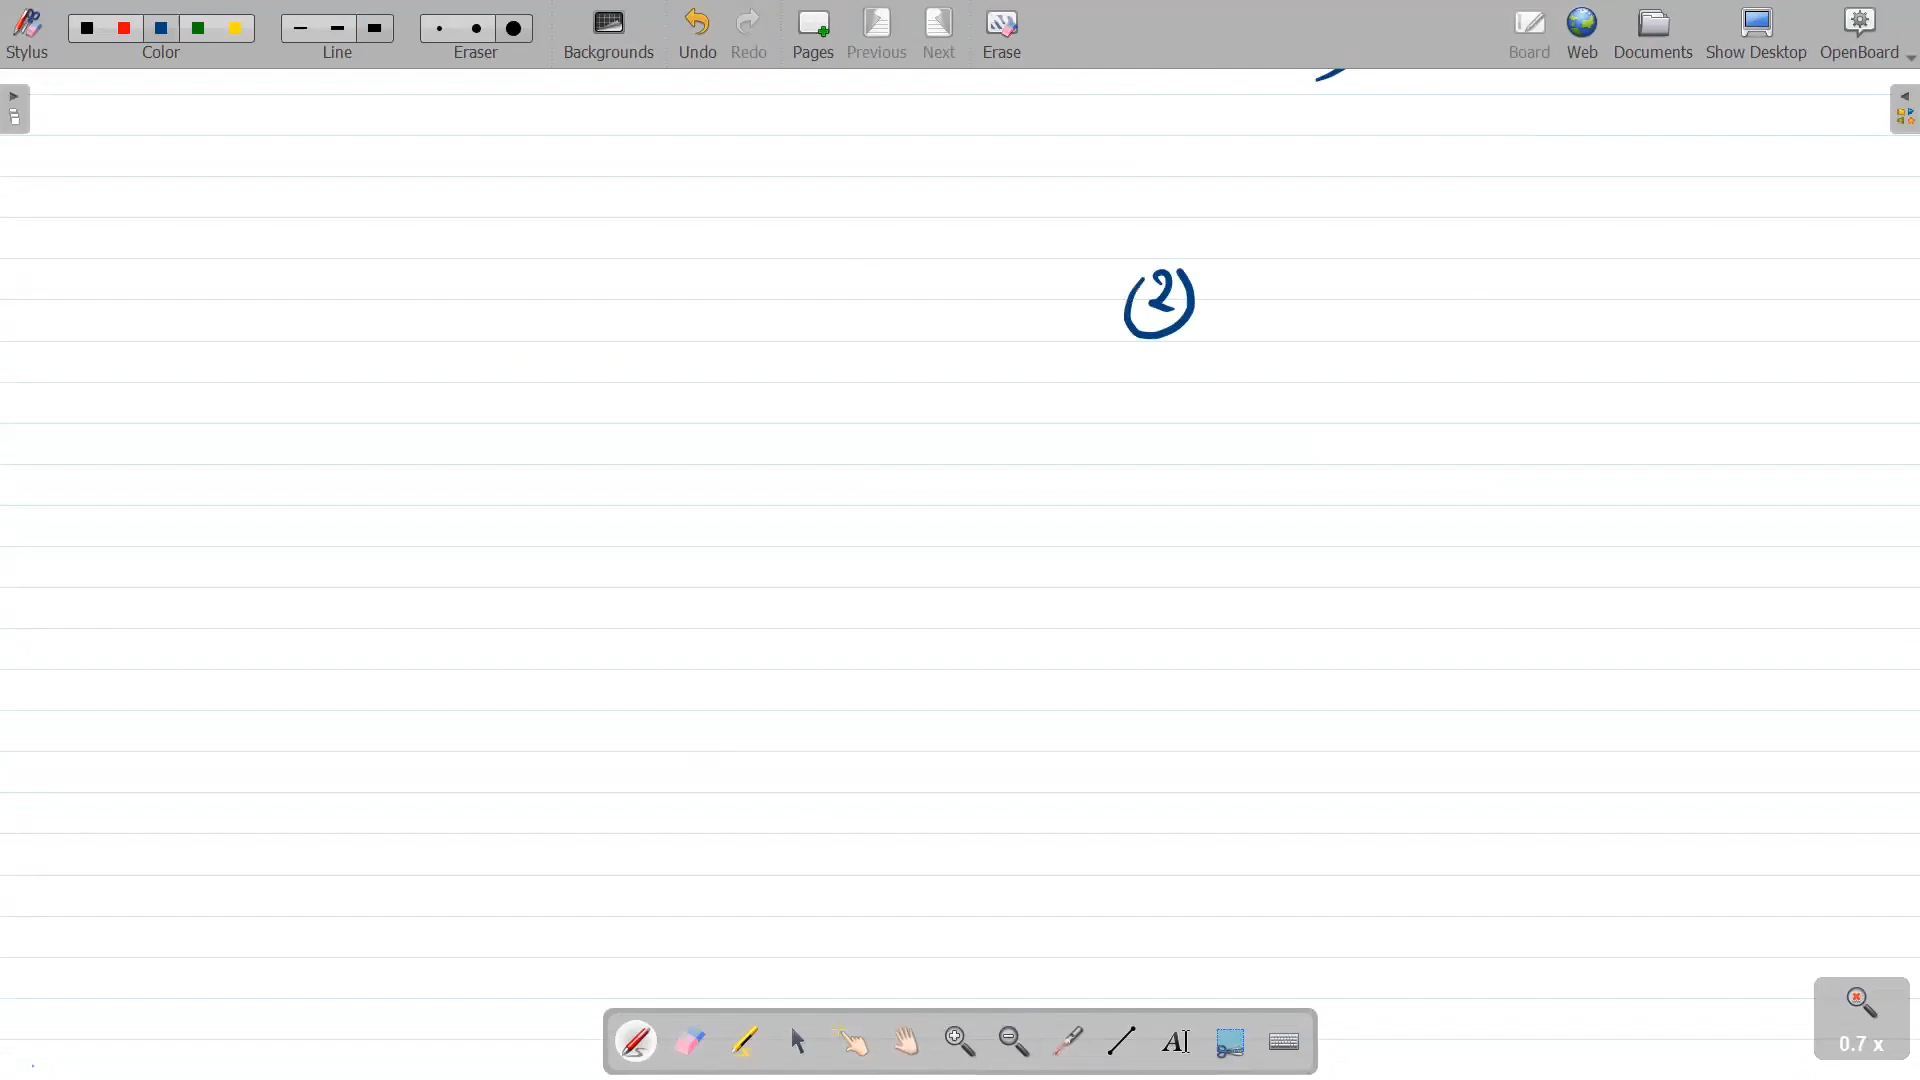 Stylus Color Line Eraser Backgrounds Undo Redo Pages Previous Next Erase Board Web Documents Show Desktop OpenBoard
2
AI
0.7 x